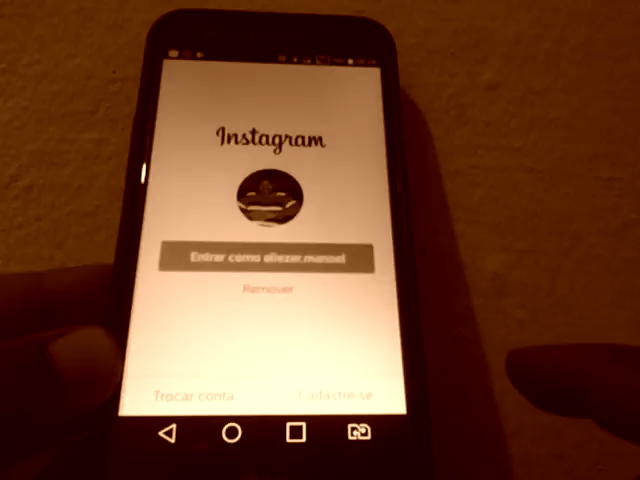 Instagram
Entrar como eliezer.manoel
Remover
Trocar conta
Cadastre-se